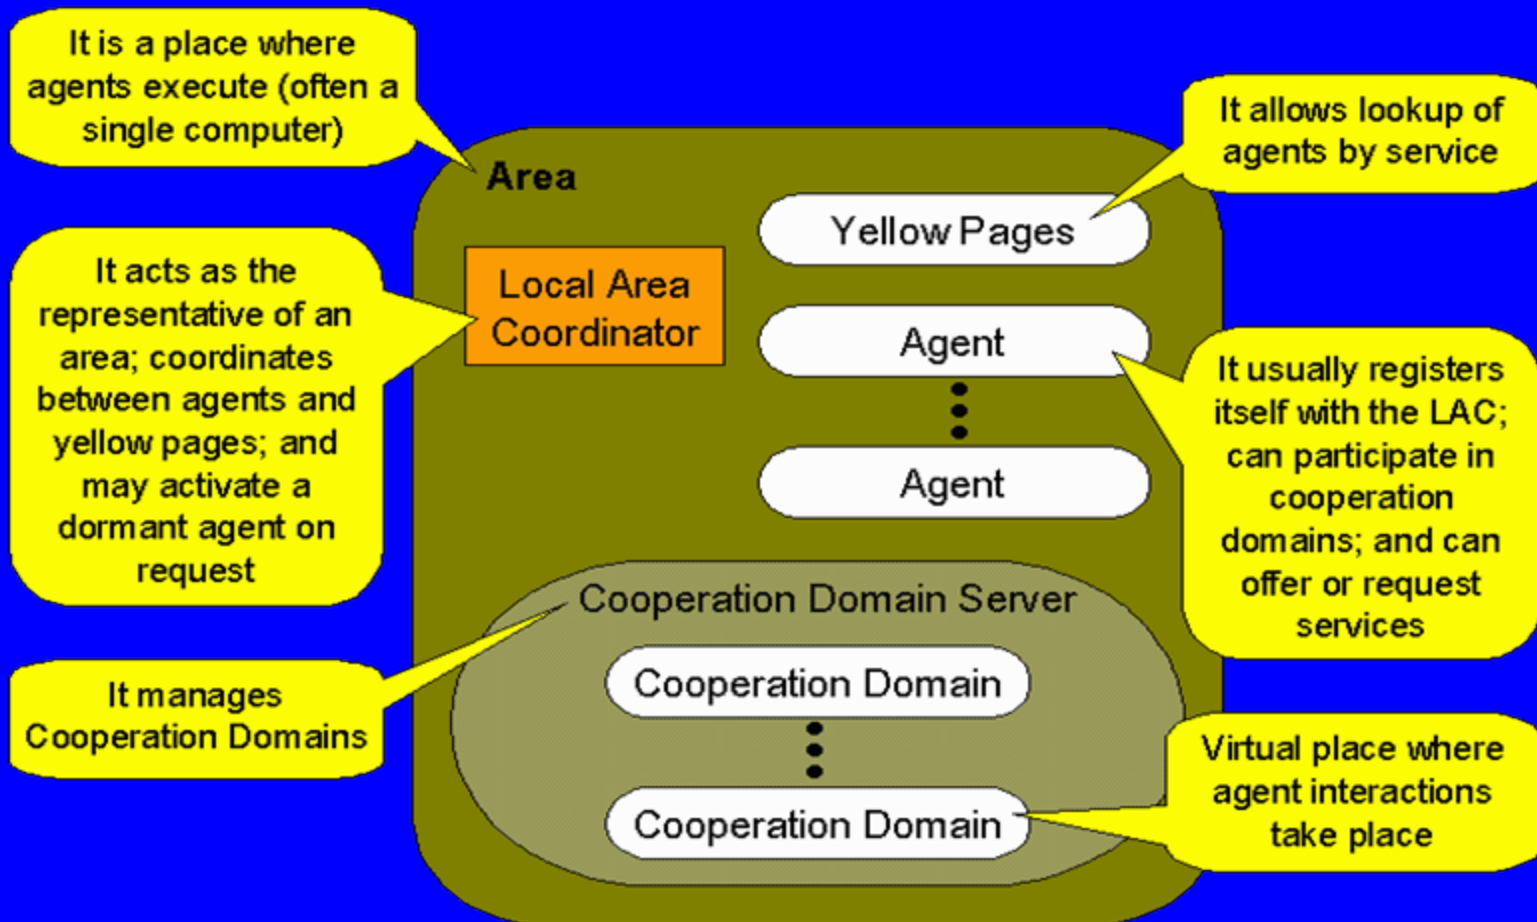 It is a place where
agents execute (often a
single computer)
It allows lookup of
agents by service
Area
Yellow Pages
It acts as the
representative of an
area; coordinates
between agents and
yellow pages; and
may activate a
dormant agent on
request
Local Area
Coordinator
Agent
Agent
It usually registers
itself with the LAC;
can participate in
cooperation
domains; and can
offer or request
services
Cooperation Domain Server
It manages
Cooperation Domains
Cooperation Domain
Cooperation Domain
Virtual place where
agent interactions
take place